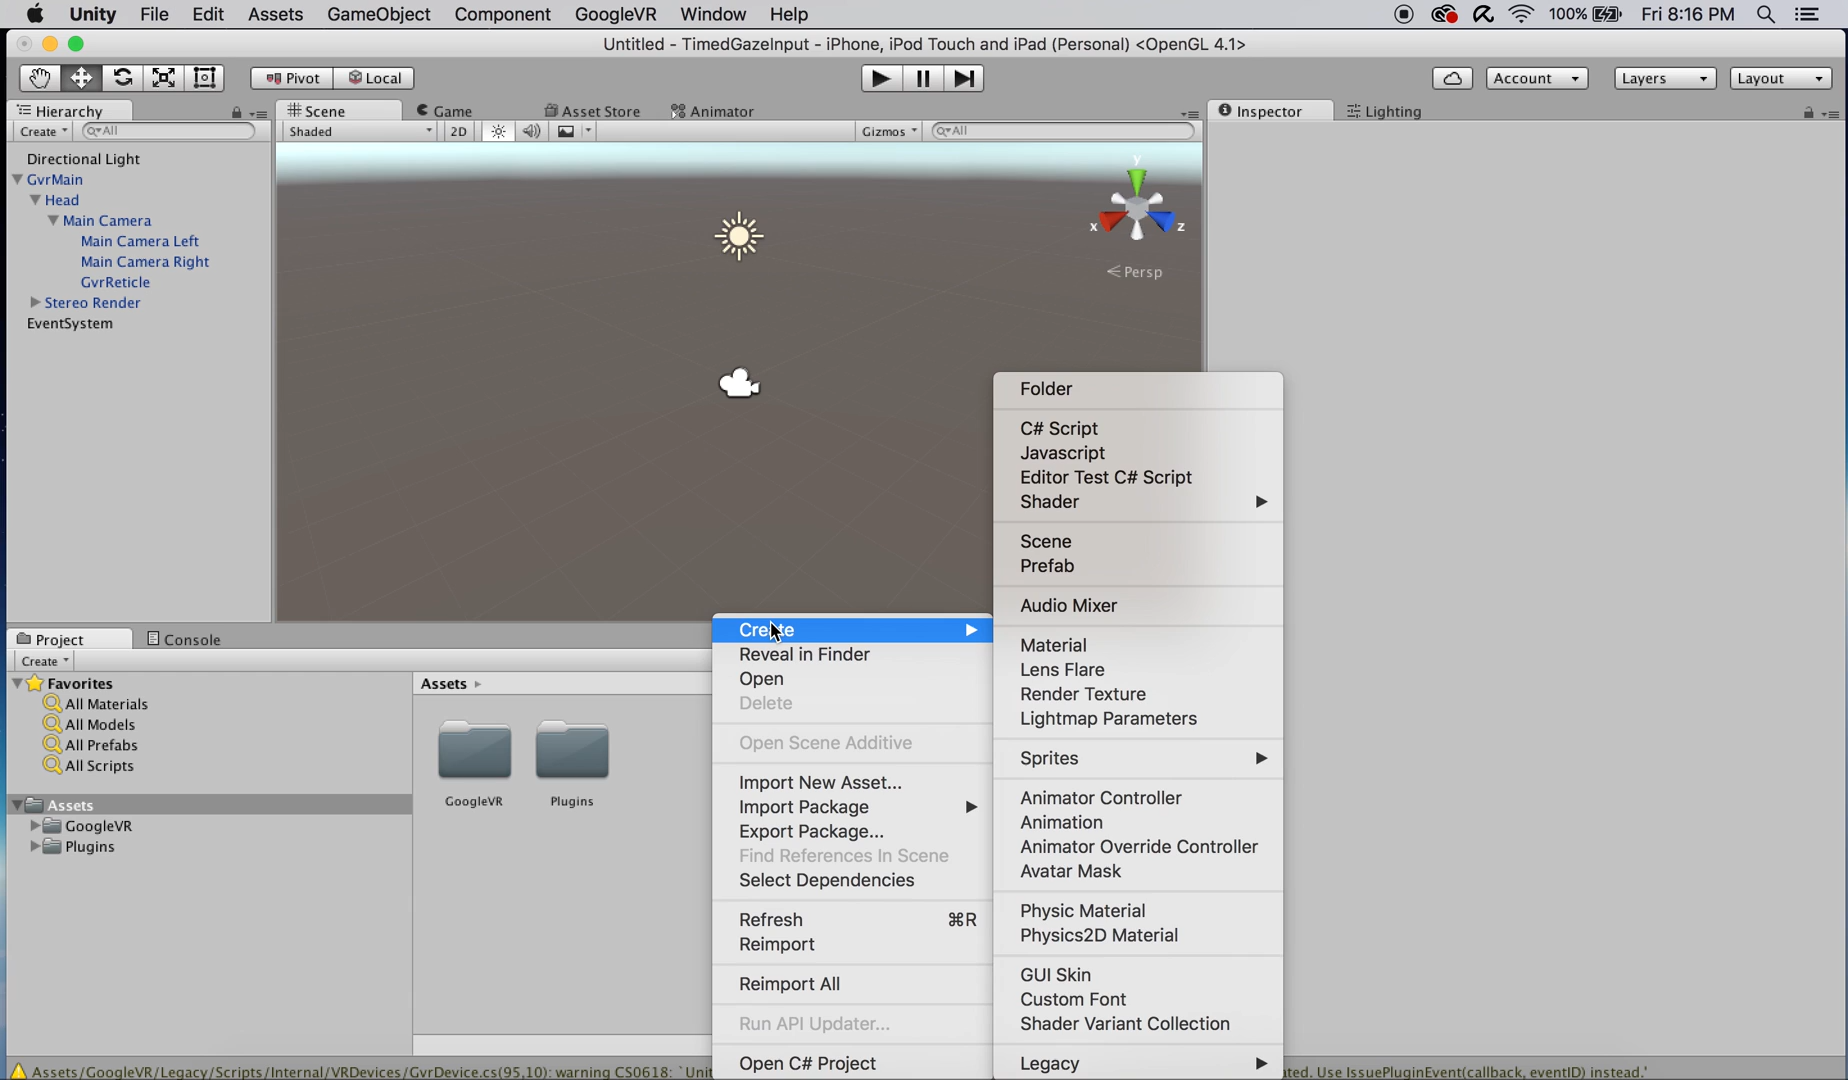 Unity File Edit Assets GameObject Component GoogleVR Window Help 100% Fri 8:16 PM
Untitled - TimedGazeInput - iPhone, iPod Touch and iPad (Personal) <OpenGL 4.1>
Pivot Local Account Layers Layout
Hierarchy Scene Game Asset Store Animator Inspector Lighting
Create All Shaded 2D Gizmos All
Directional Light
GvrMain
Head
Main Camera
Main Camera Left
Main Camera Right
GvrReticle
Stereo Render
EventSystem
y
x z
Persp
Folder
C# Script
Javascript
Editor Test C# Script
Shader
Scene
Prefab
Audio Mixer
Material
Lens Flare
Render Texture
Lightmap Parameters
Sprites
Animator Controller
Animation
Animator Override Controller
Avatar Mask
Physic Material
Physics2D Material
GUI Skin
Custom Font
Shader Variant Collection
Legacy
Create
Reveal in Finder
Open
Delete
Open Scene Additive
Import New Asset...
Import Package
Export Package...
Find References In Scene
Select Dependencies
Refresh ⌘R
Reimport
Reimport All
Run API Updater...
Open C# Project
Project Console
Create
Favorites
All Materials
All Models
All Prefabs
All Scripts
Assets
GoogleVR
Plugins
Assets
GoogleVR Plugins
Assets/GoogleVR/Legacy/Scripts/Internal/VRDevices/GvrDevice.cs(95,10): warning CS0618: `Unit ated. Use IssuePluginEvent(callback, eventID) instead.'